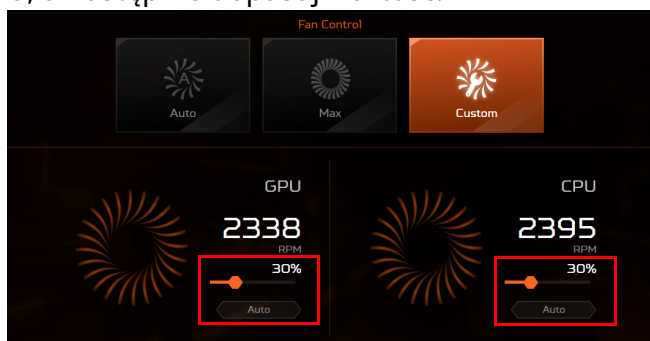 Fan Control
Auto
Max
Custom
GPU
2338
RPM
30%
Auto
CPU
2395
RPM
30%
Auto